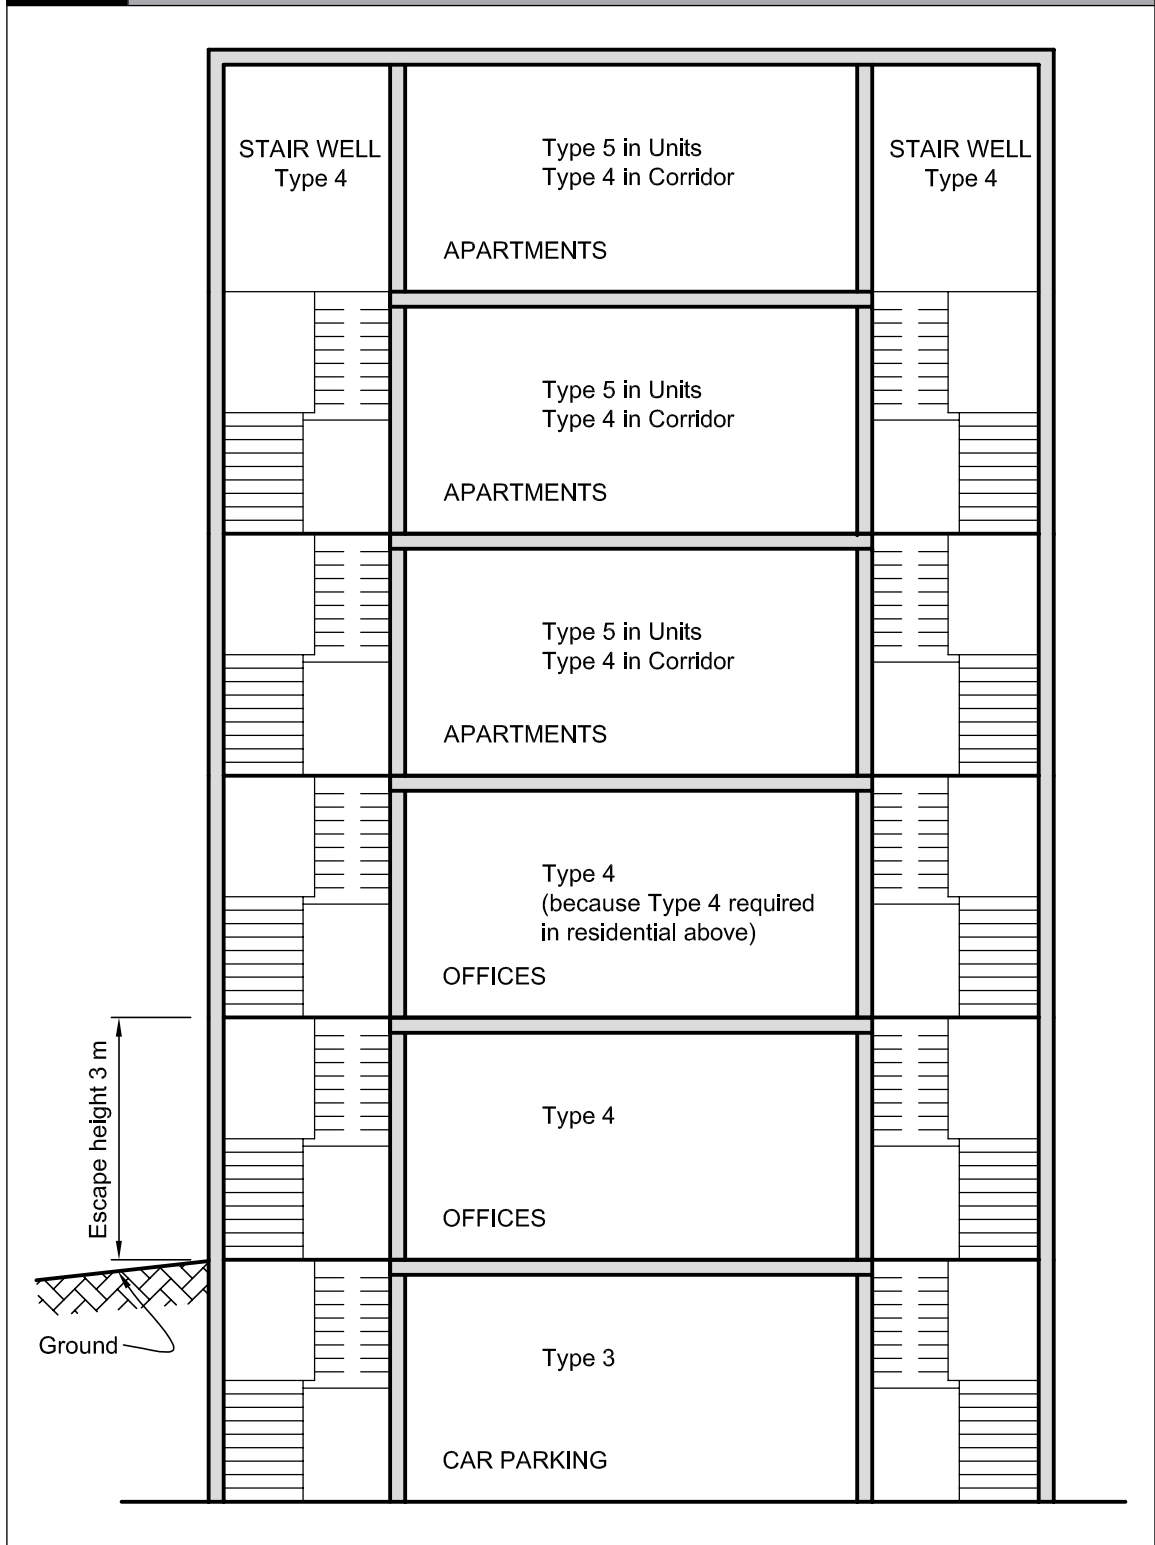 STAIR WELL
Type 4
Type 5 in Units
Type 4 in Corridor
APARTMENTS
STAIR WELL
Type 4
Type 5 in Units
Type 4 in Corridor
APARTMENTS
Type 5 in Units
Type 4 in Corridor
APARTMENTS
Type 4
(because Type 4 required
in residential above)
OFFICES
Escape height 3 m
Type 4
OFFICES
Ground
Type 3
CAR PARKING